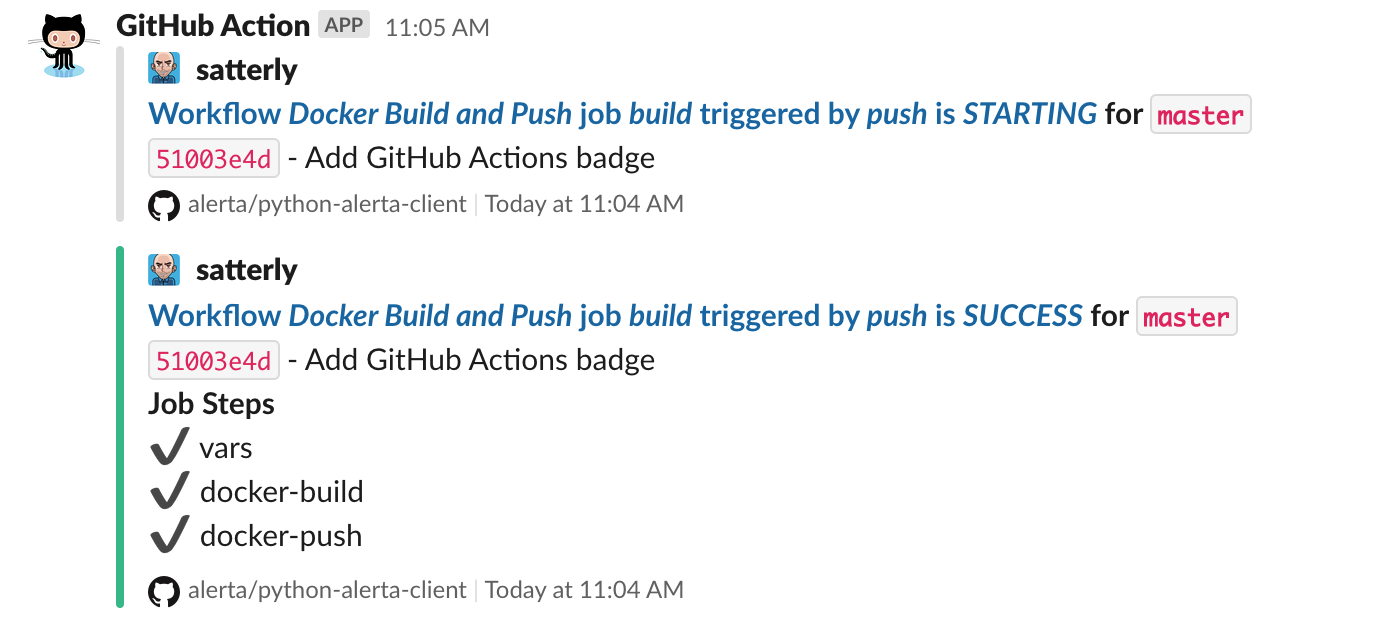 GitHub Action APP 11:05 AM
satterly
Workflow Docker Build and Push job build triggered by push is STARTING for master
51003e4d - Add GitHub Actions badge
alerta/python-alerta-client | Today at 11:04 AM
satterly
Workflow Docker Build and Push job build triggered by push is SUCCESS for master
51003e4d - Add GitHub Actions badge
Job Steps
✔ vars
✔ docker-build
✔ docker-push
alerta/python-alerta-client | Today at 11:04 AM